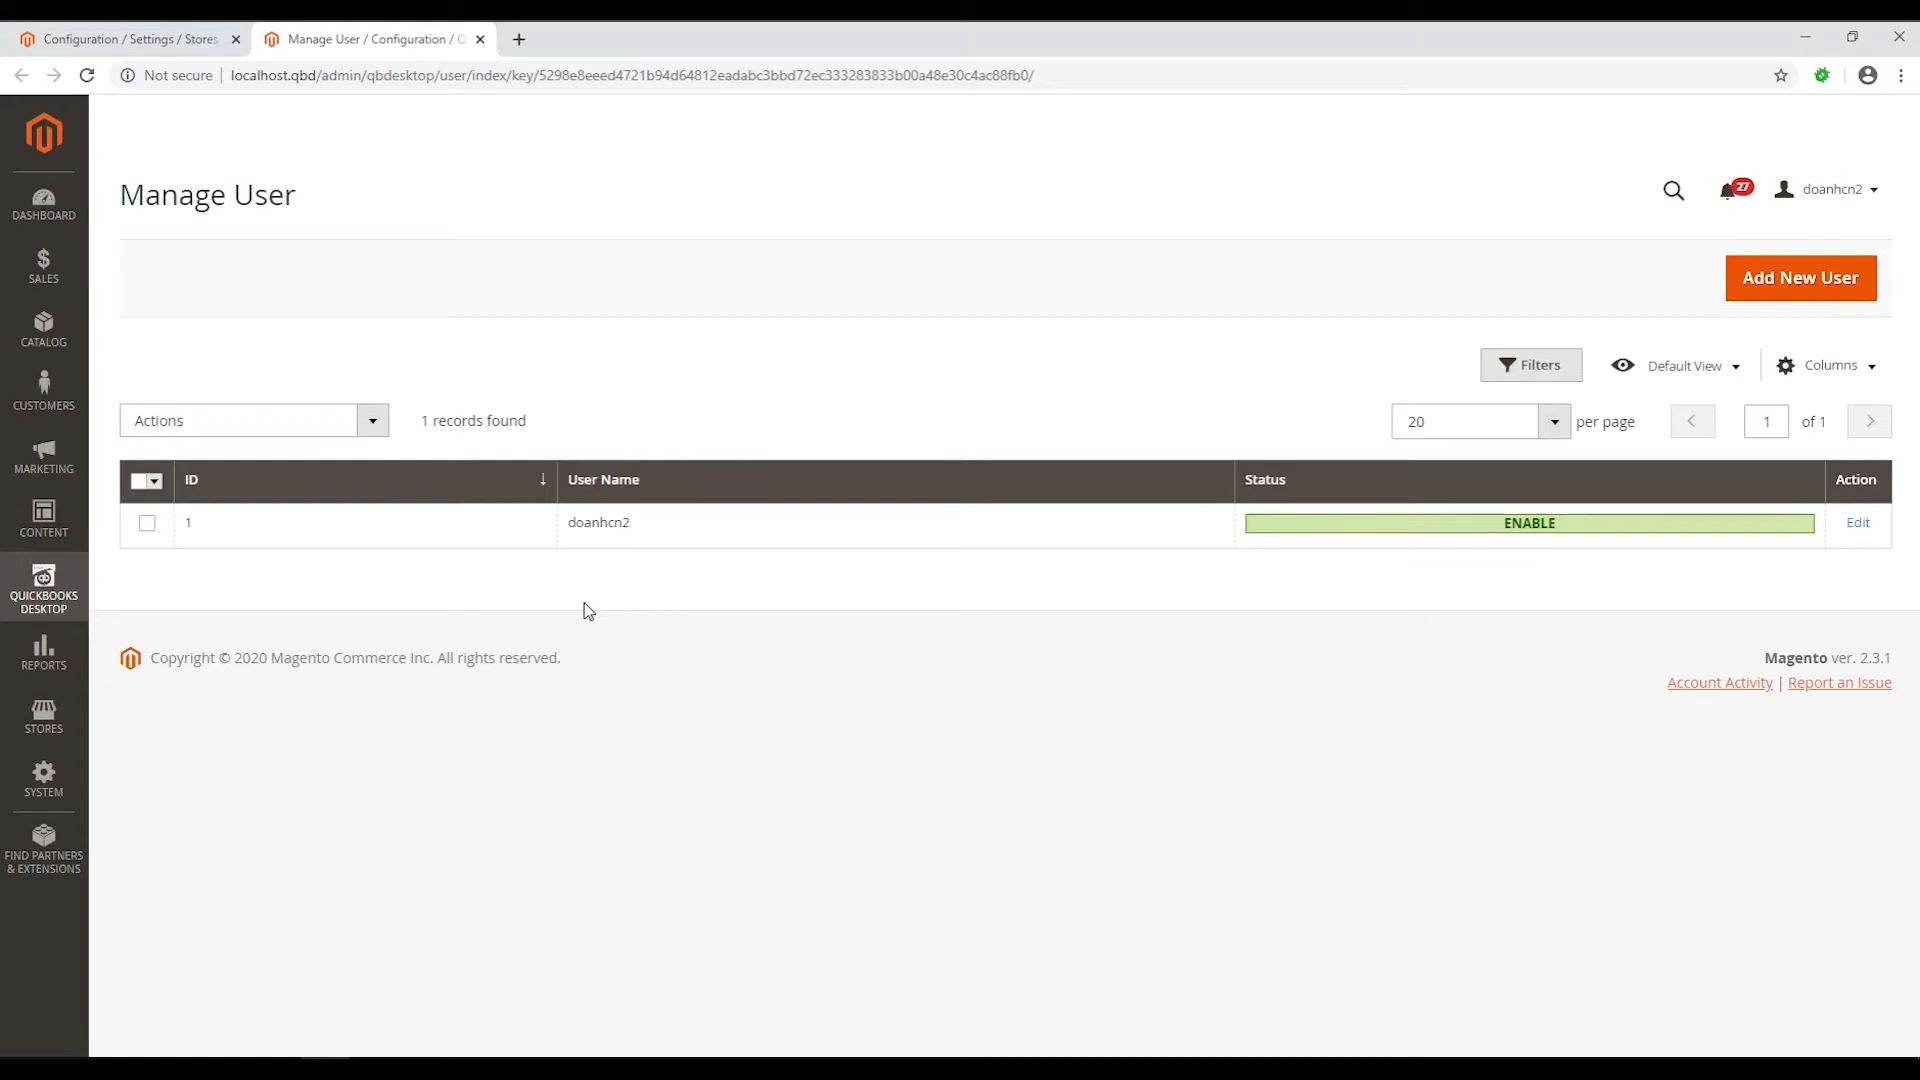 Configuration / Settings / Stores
Manage User / Configuration /
Not secure
localhost.qbd/admin/qbdesktop/user/index/key/5298e8eeed4721b94d64812eadabc3bbd72ec333283833b00a48e30c4ac88fb0/
DASHBOARD
SALES
CATALOG
CUSTOMERS
MARKETING
CONTENT
QUICKBOOKS
DESKTOP
REPORTS
STORES
SYSTEM
FIND PARTNERS
& EXTENSIONS
Manage User
27
doanhcn2
Add New User
Filters
Default View
Columns
Actions
1 records found
20
per page
1
of 1
ID ↓ User Name Status Action
1 doanhcn2 ENABLE Edit
Copyright © 2020 Magento Commerce Inc. All rights reserved.
Magento ver. 2.3.1
Account Activity | Report an Issue